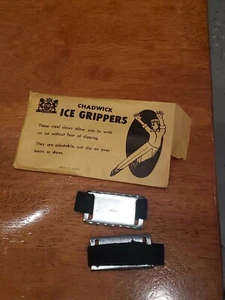 CHADWICK
ICE GRIPPERS
These steel claws allow you to walk
on ice without fear of slipping.
They are adjustable, just slip on over
boots or shoes.